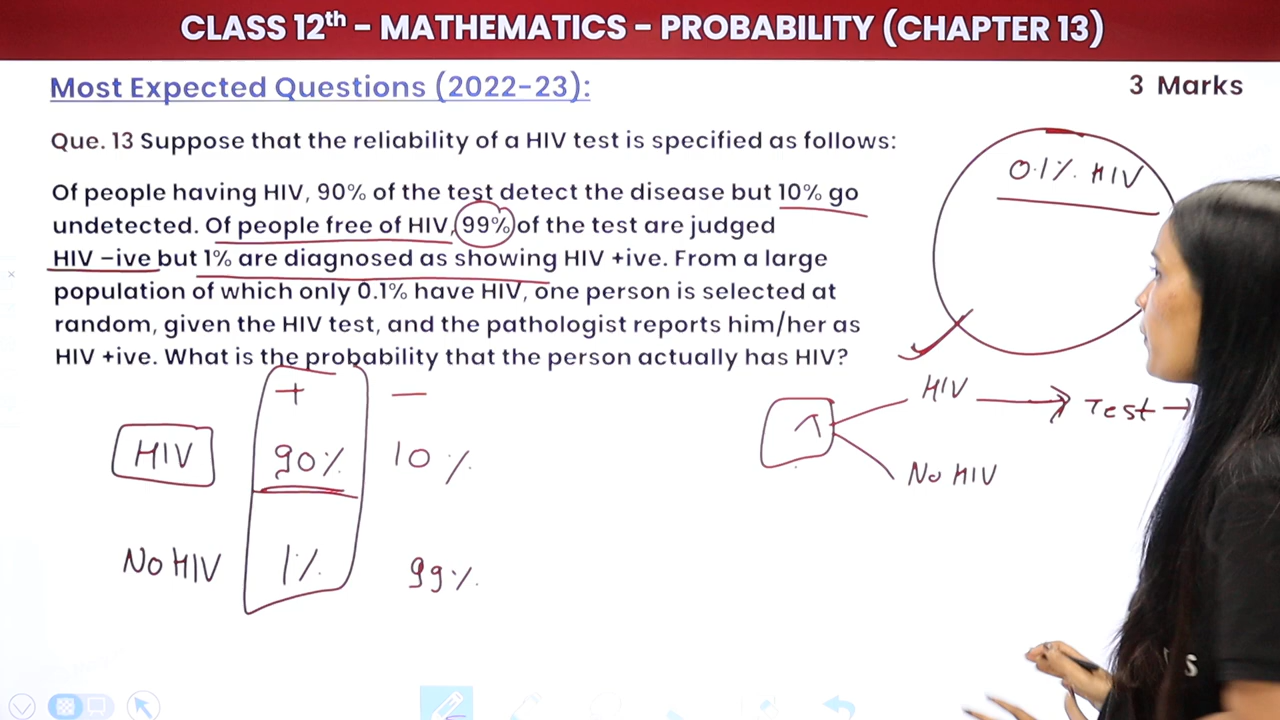 CLASS 12th – MATHEMATICS – PROBABILITY (CHAPTER 13)
Most Expected Questions (2022-23):
3 Marks
Que. 13 Suppose that the reliability of a HIV test is specified as follows:
Of people having HIV, 90% of the test detect the disease but 10% go
undetected. Of people free of HIV, 99% of the test are judged
HIV –ive but 1% are diagnosed as showing HIV +ive. From a large
population of which only 0.1% have HIV, one person is selected at
random, given the HIV test, and the pathologist reports him/her as
HIV +ive. What is the probability that the person actually has HIV?
0.1% HIV
+ –
HIV 90% 10%
No HIV 1% 99%
HIV → Test →
No HIV